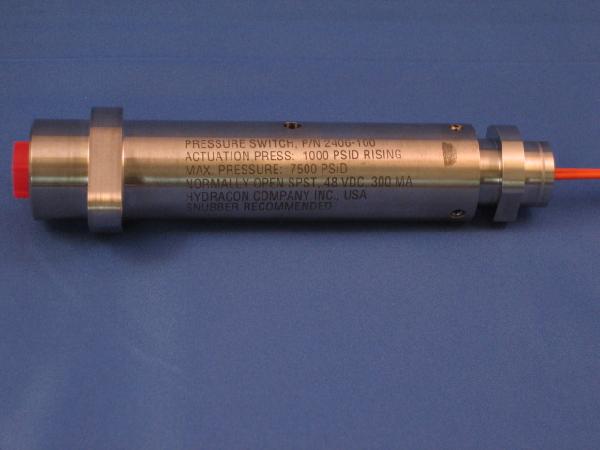 PRESSURE SWITCH, P/N 2406-100
ACTUATION PRESS: 1000 PSID RISING
MAX. PRESSURE: 7500 PSID
NORMALLY OPEN SPST, 48 VDC, 300 MA
HYDRACON COMPANY INC., USA
SNUBBER RECOMMENDED